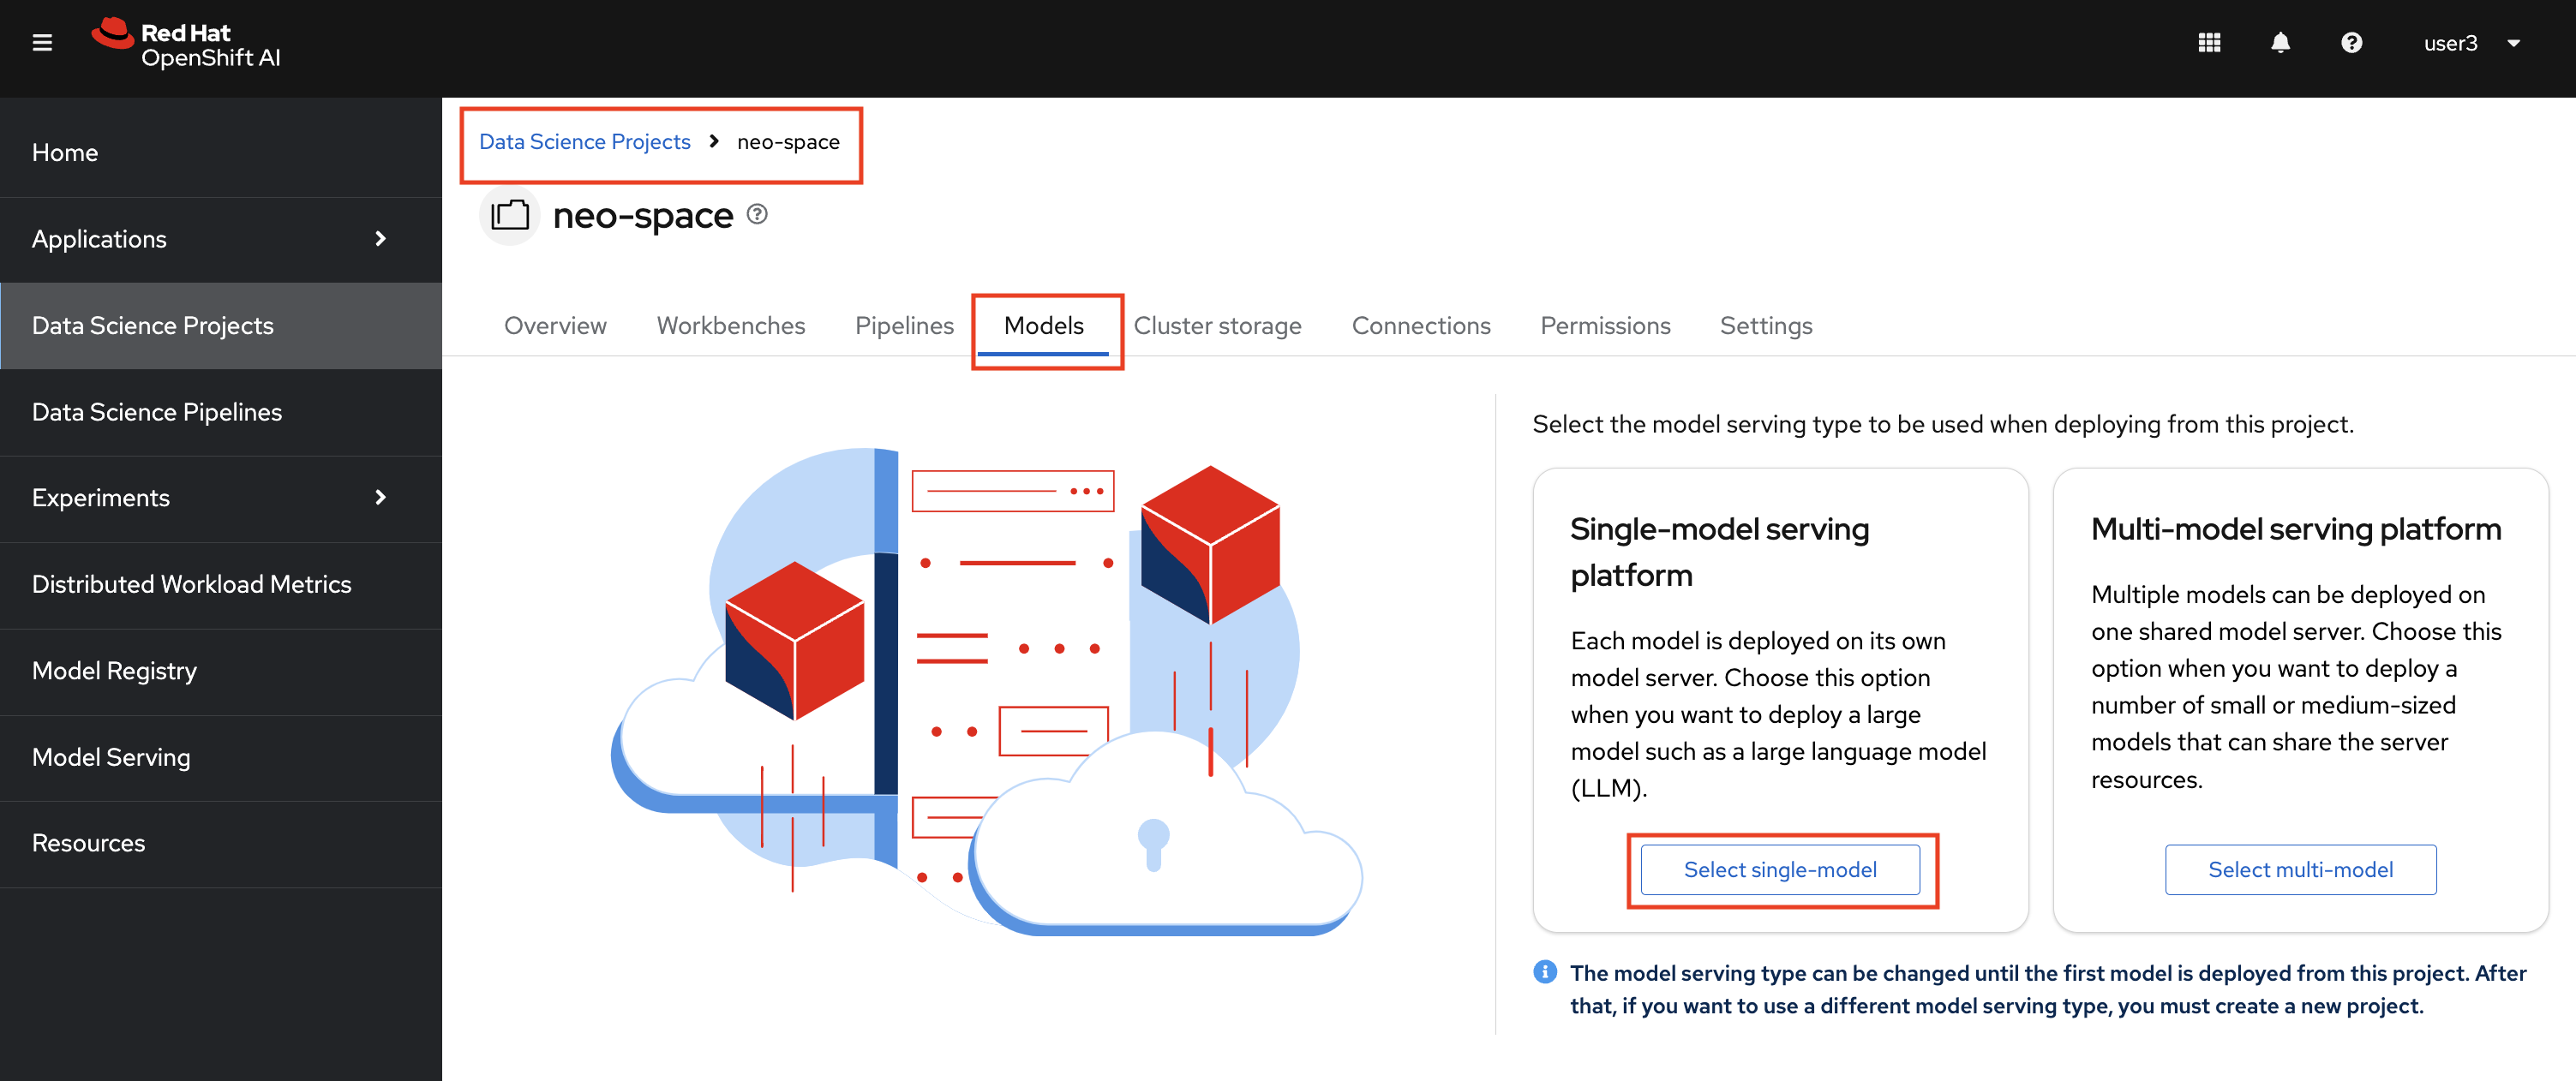 Red Hat
OpenShift AI
user3
Home
Applications
Data Science Projects
Data Science Pipelines
Experiments
Distributed Workload Metrics
Model Registry
Model Serving
Resources
Data Science Projects > neo-space
neo-space
Overview Workbenches Pipelines Models Cluster storage Connections Permissions Settings
Select the model serving type to be used when deploying from this project.
Single-model serving
platform
Each model is deployed on its own
model server. Choose this option
when you want to deploy a large
model such as a large language model
(LLM).
Select single-model
Multi-model serving platform
Multiple models can be deployed on
one shared model server. Choose this
option when you want to deploy a
number of small or medium-sized
models that can share the server
resources.
Select multi-model
The model serving type can be changed until the first model is deployed from this project. After
that, if you want to use a different model serving type, you must create a new project.